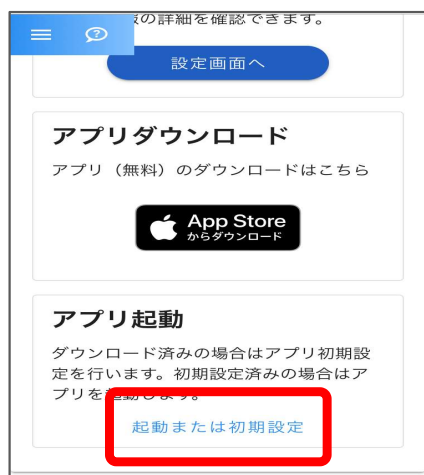 の詳細を確認できます。
設定画面へ
アプリダウンロード
アプリ（無料）のダウンロードはこちら
App Store
からダウンロード
アプリ起動
ダウンロード済みの場合はアプリ初期設
定を行います。初期設定済みの場合はア
プリを起動します。
起動または初期設定